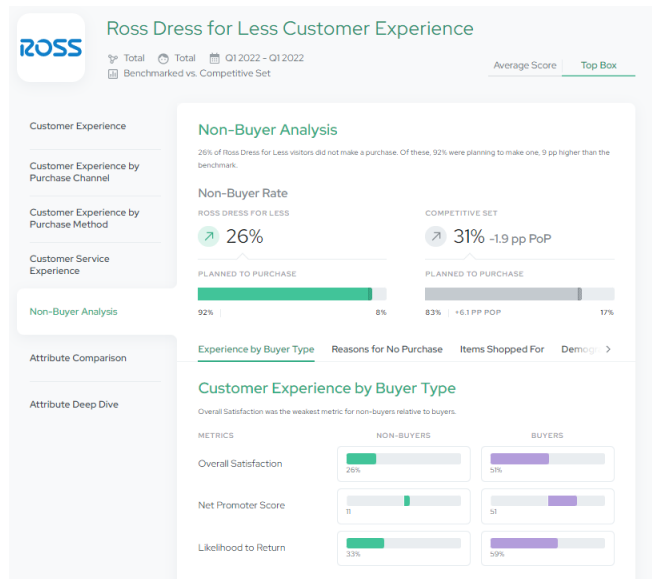 ROSS
Ross Dress for Less Customer Experience
Total Total Q1 2022 - Q1 2022
Benchmarked vs. Competitive Set
Average Score Top Box
Customer Experience
Customer Experience by
Purchase Channel
Customer Experience by
Purchase Method
Customer Service
Experience
Non-Buyer Analysis
Attribute Comparison
Attribute Deep Dive
Non-Buyer Analysis
26% of Ross Dress for Less visitors did not make a purchase. Of these, 92% were planning to make one, 9 pp higher than the
benchmark.
Non-Buyer Rate
ROSS DRESS FOR LESS COMPETITIVE SET
26% 31% -1.9 pp PoP
PLANNED TO PURCHASE PLANNED TO PURCHASE
92% 8% 83% +6.1 PP POP 17%
Experience by Buyer Type Reasons for No Purchase Items Shopped For Demog
Customer Experience by Buyer Type
Overall Satisfaction was the weakest metric for non-buyers relative to buyers.
METRICS NON-BUYERS BUYERS
Overall Satisfaction 26% 51%
Net Promoter Score 11 51
Likelihood to Return 33% 59%